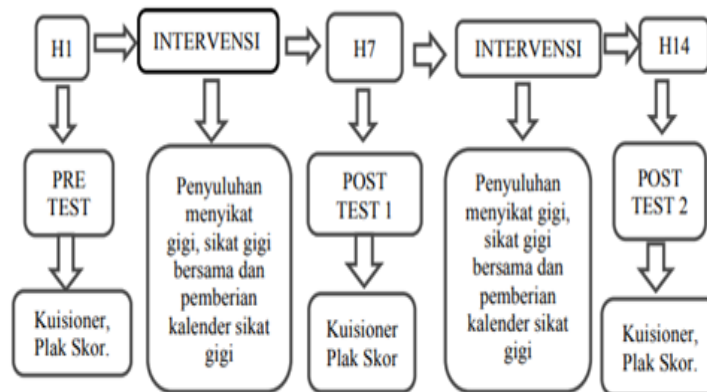 H1
INTERVENSI
H7
INTERVENSI
H14
PRE
TEST
Penyuluhan
menyikat
gigi, sikat gigi
bersama dan
pemberian
kalender sikat
gigi
POST
TEST 1
Penyuluhan
menyikat gigi,
sikat gigi
bersama dan
pemberian
kalender sikat
gigi
POST
TEST 2
Kuisioner,
Plak Skor.
Kuisioner
Plak Skor
Kuisioner,
Plak Skor.